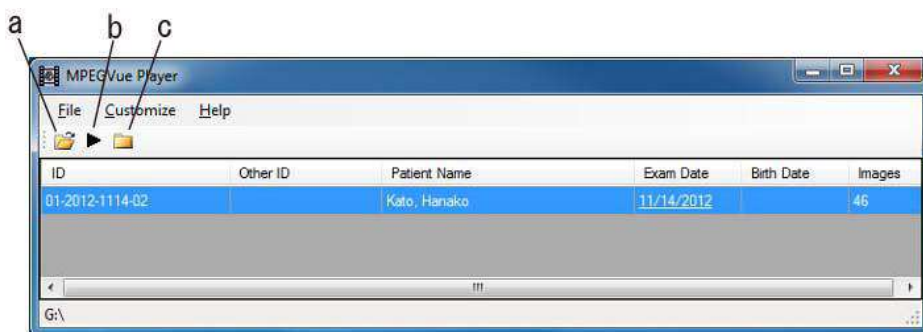 a b c
MPEGVue Player
File Customize Help
ID Other ID Patient Name Exam Date Birth Date Images
01-2012-1114-02 Kato, Hanako 11/14/2012 46
G:\